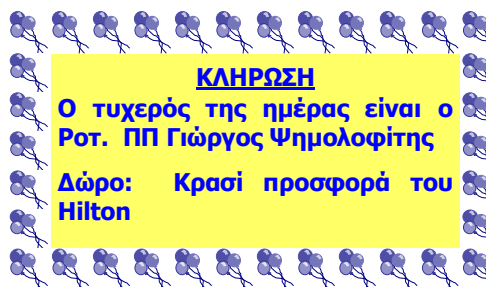 ΚΛΗΡΩΣΗ
Ο τυχερός της ημέρας είναι ο
Ροτ. ΠΠ Γιώργος Ψημολοφίτης
Δώρο: Κρασί προσφορά του
Hilton